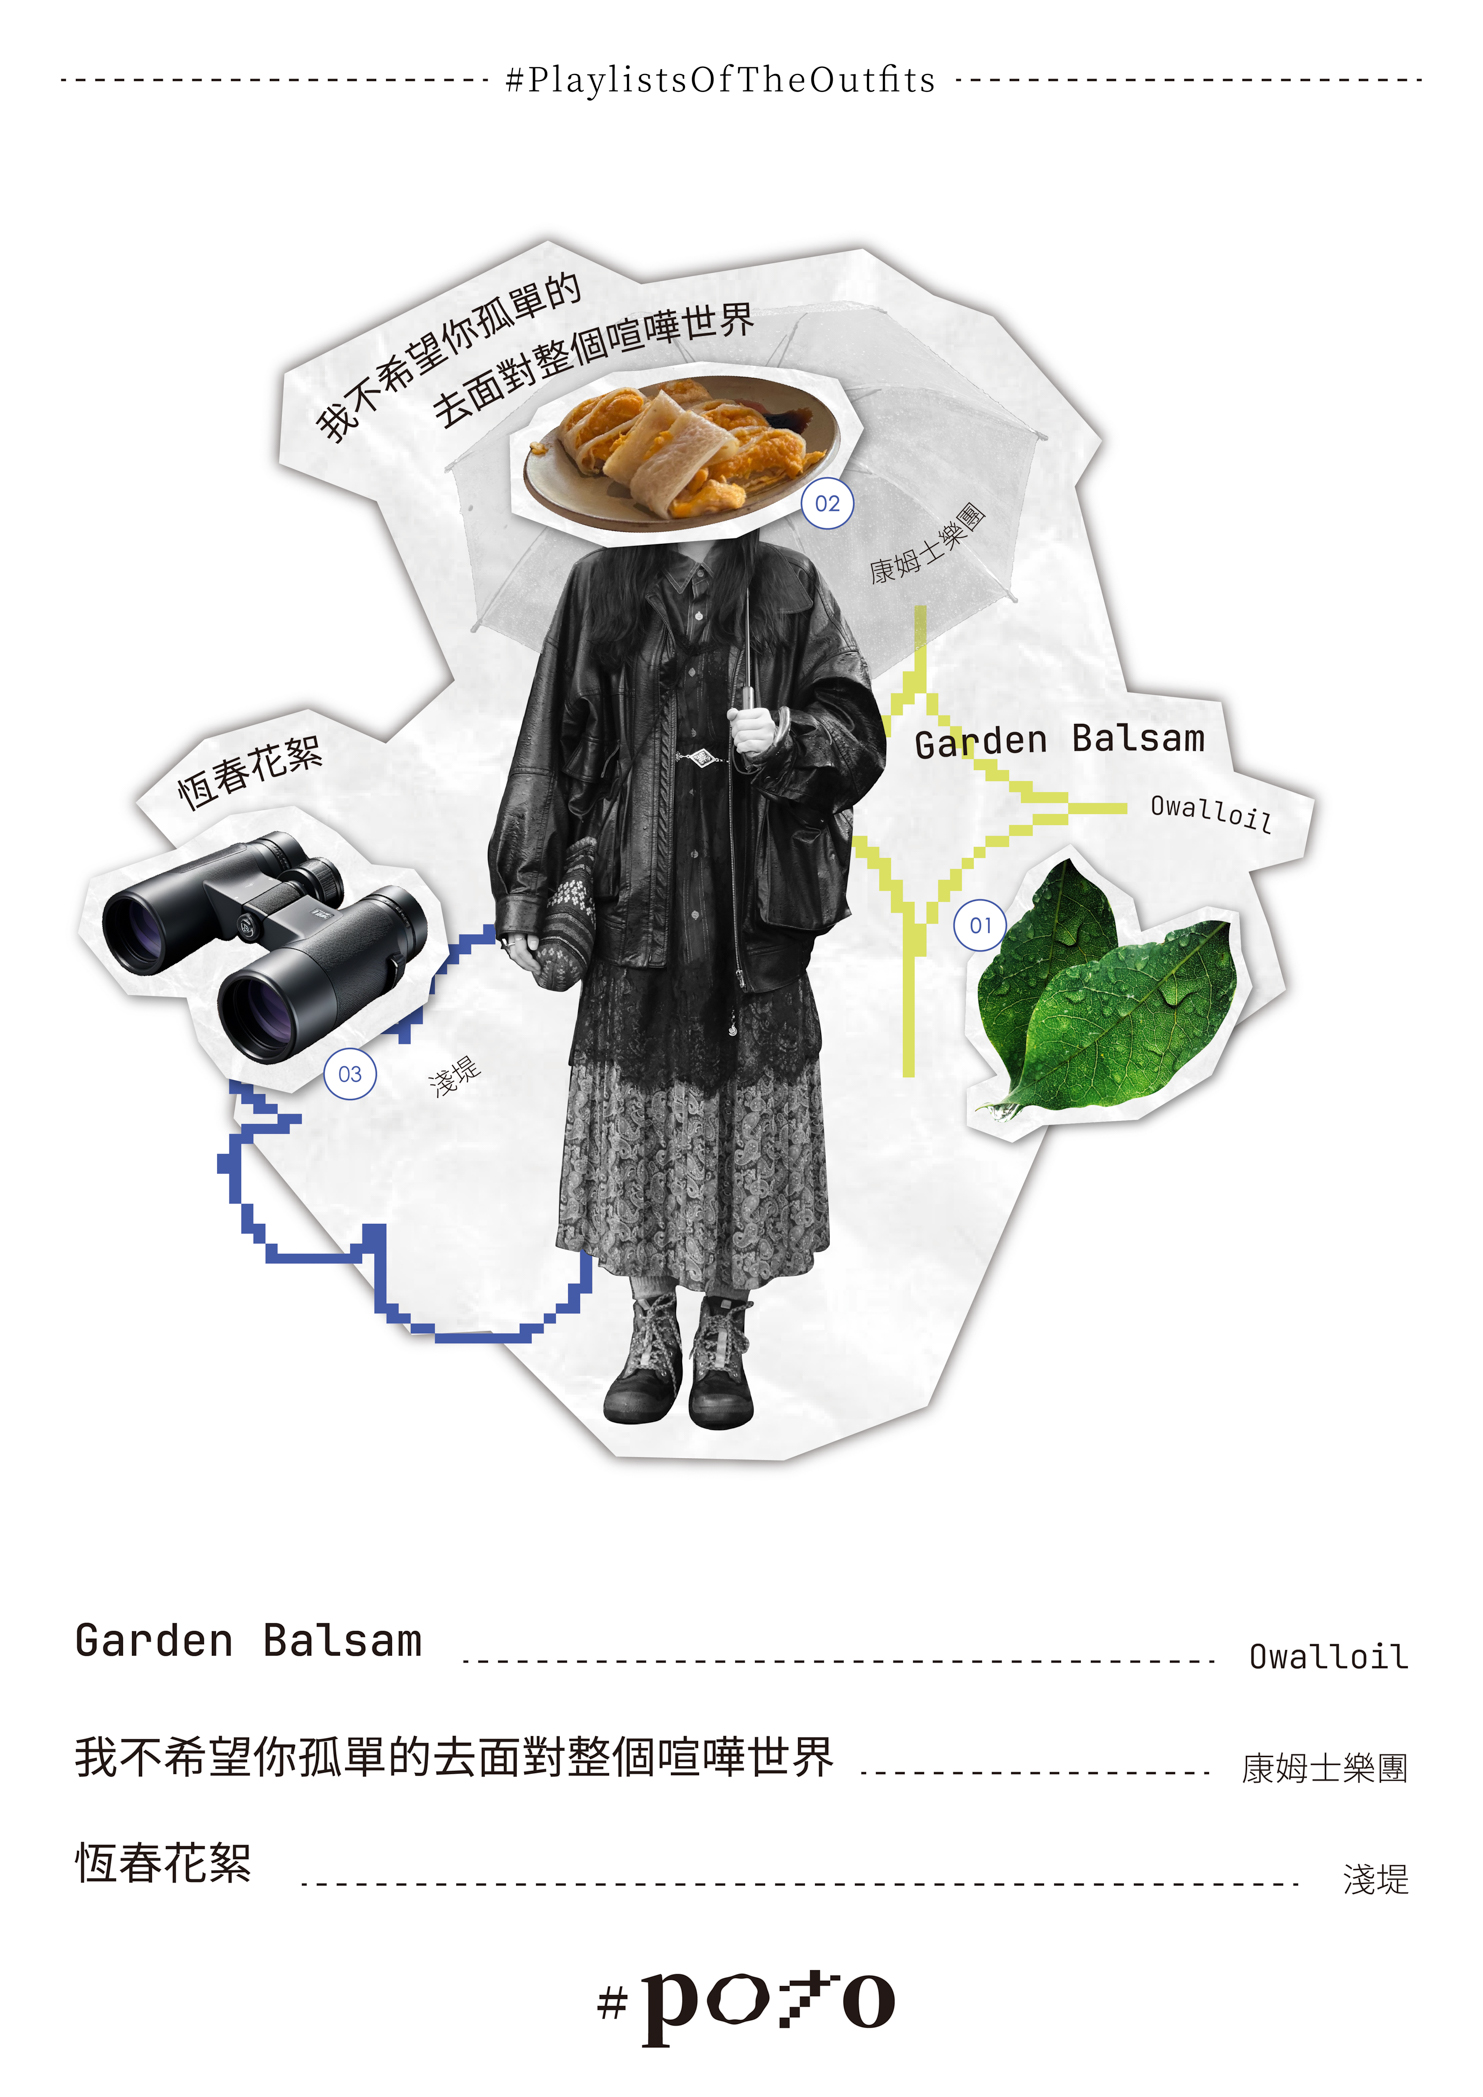 #PlaylistsOfTheOutfits
我不希望你孤單的
去面對整個喧嘩世界
02
康姆士樂團
Garden Balsam
Owalloil
01
恆春花絮
03
淺堤
Garden Balsam Owalloil
我不希望你孤單的去面對整個喧嘩世界 康姆士樂團
恆春花絮 淺堤
#poto